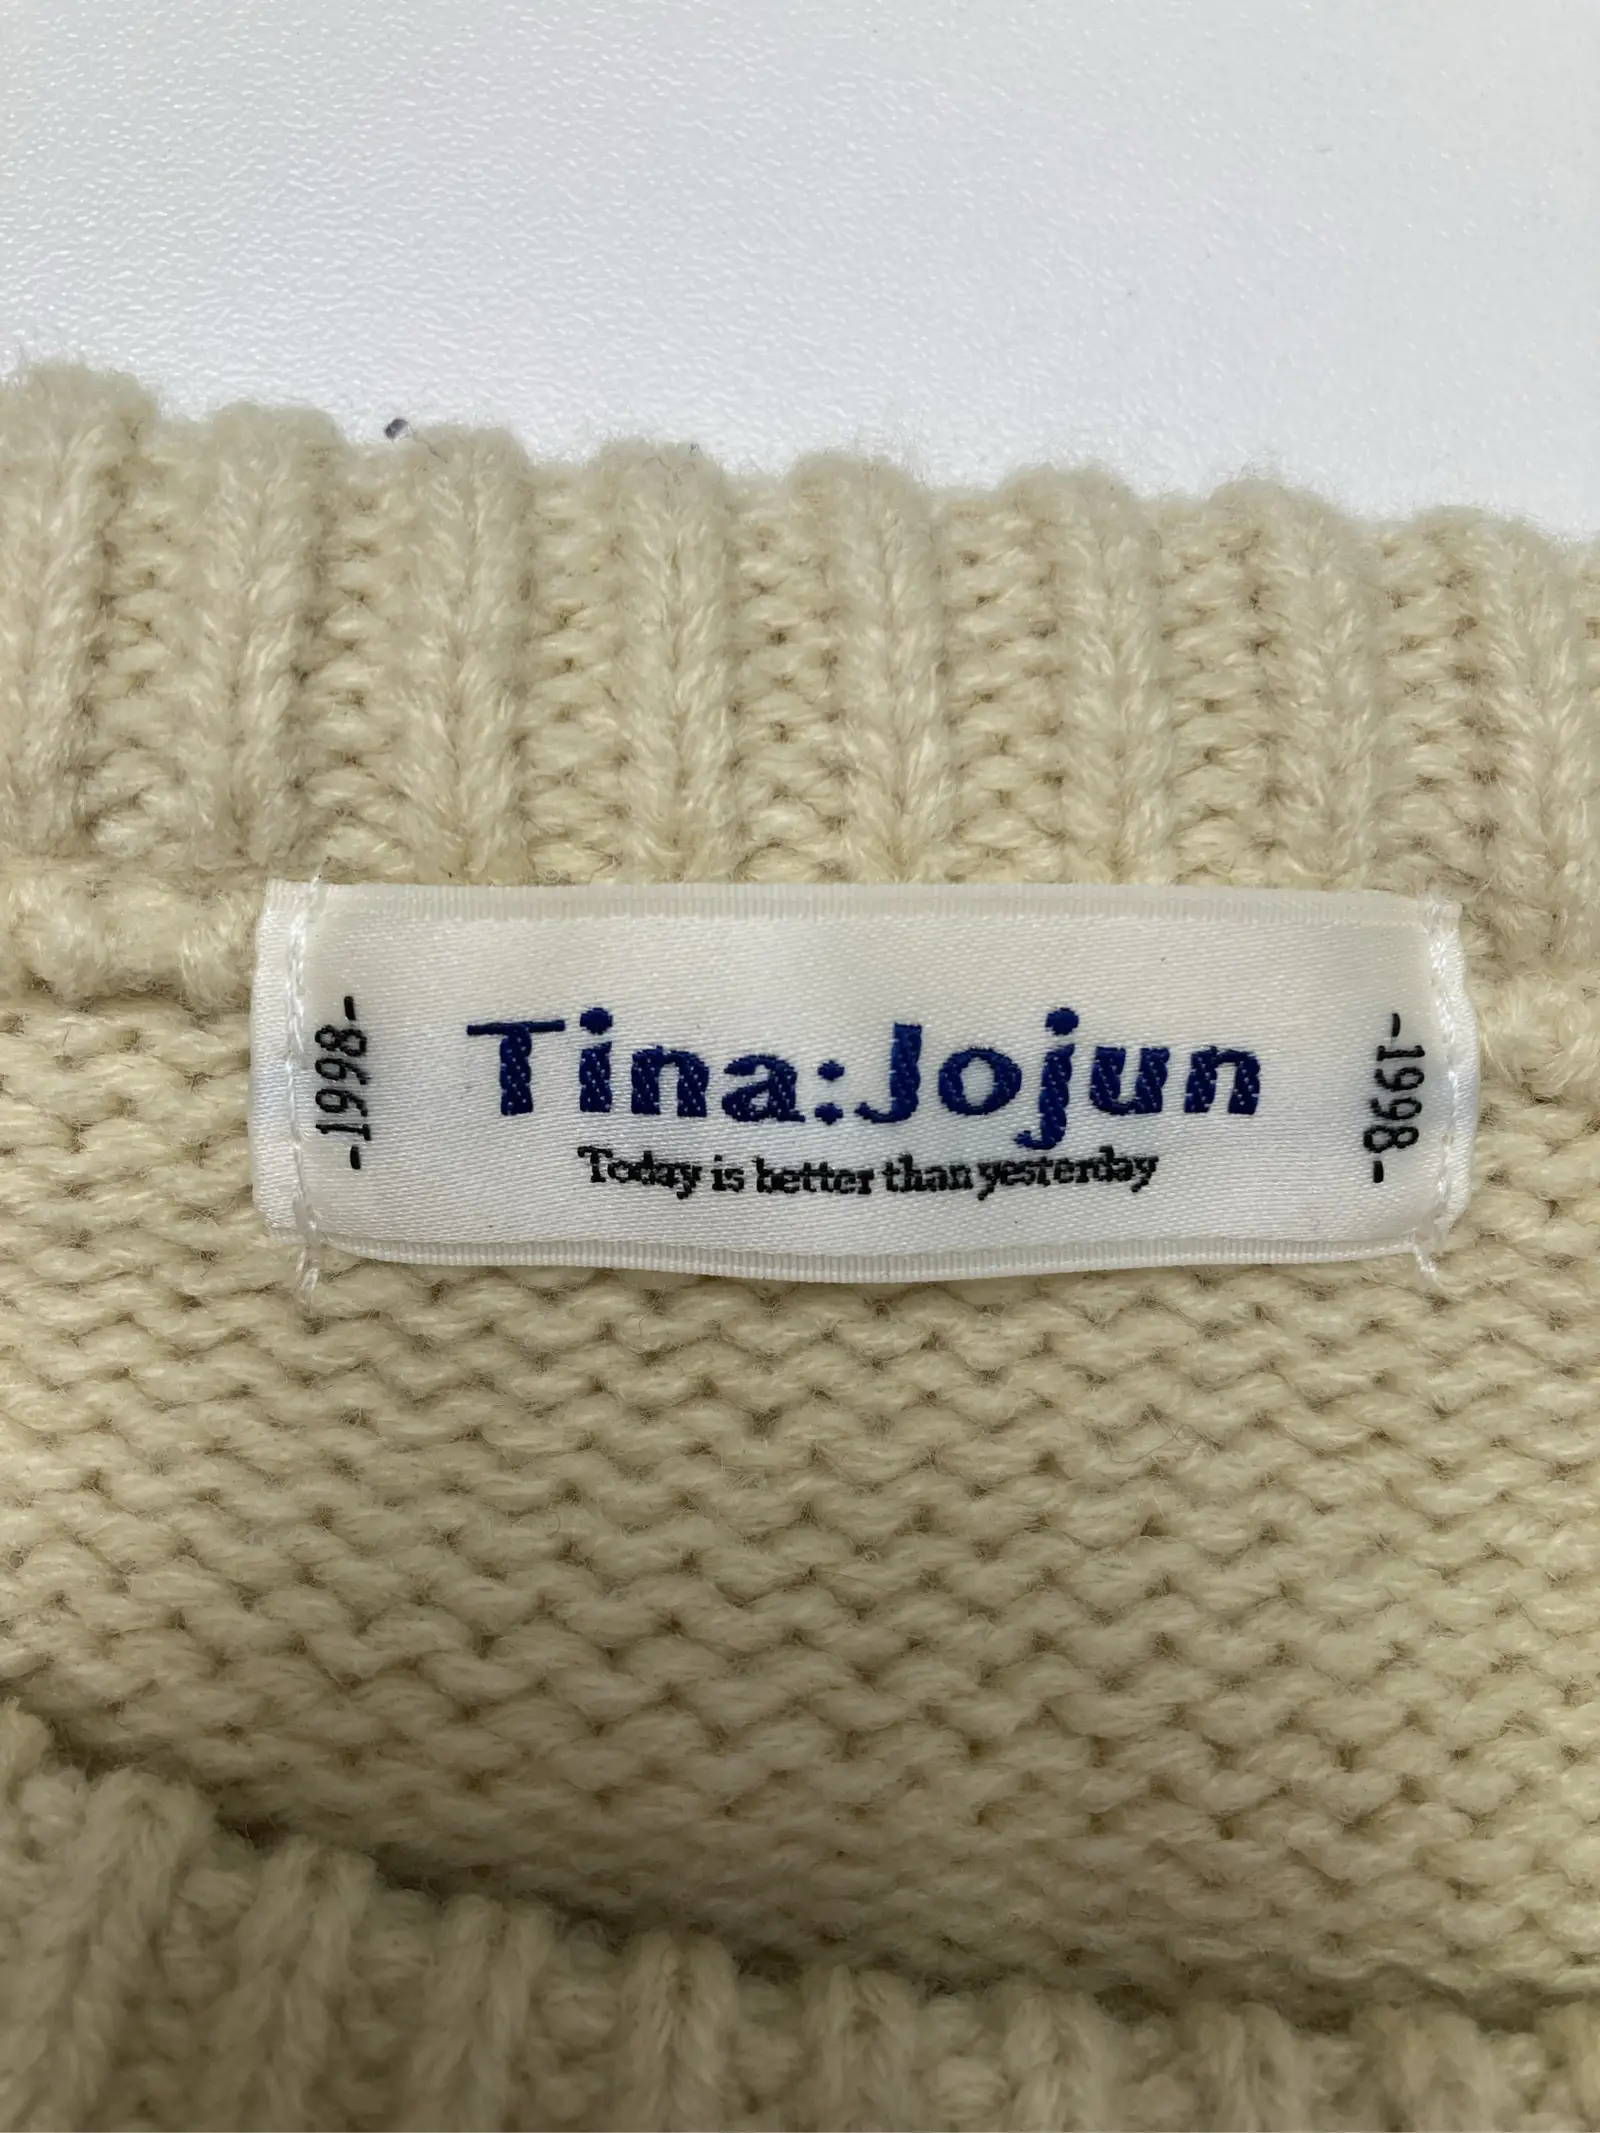 -1998-
Tina:Jojun
Today is better than yesterday
-1998-